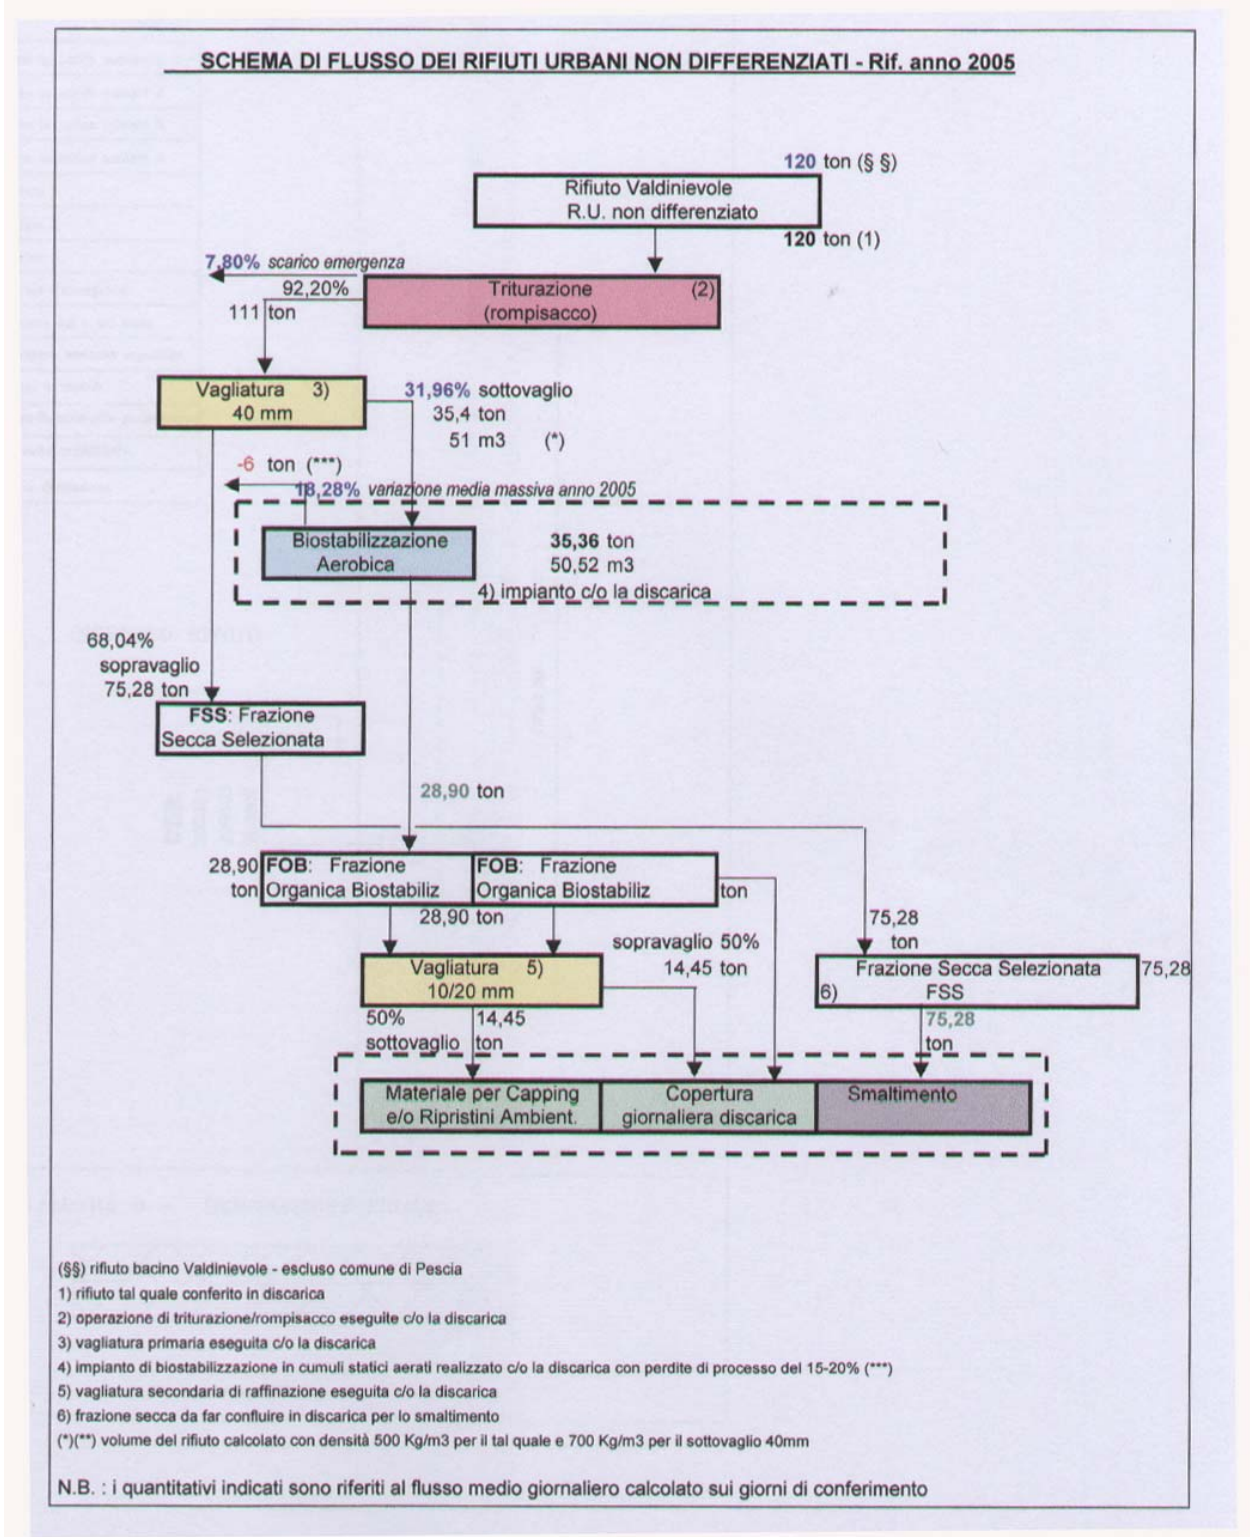 SCHEMA DI FLUSSO DEI RIFIUTI URBANI NON DIFFERENZIATI - Rif. anno 2005
120 ton (§ §)
Rifiuto Valdinievole
R.U. non differenziato
120 ton (1)
7,80% scarico emergenza
92,20%
111 ton
Triturazione (2)
(rompisacco)
Vagliatura 3)
40 mm
31,96% sottovaglio
35,4 ton
51 m3 (*)
-6 ton (***)
18,28% variazione media massiva anno 2005
Biostabilizzazione
Aerobica
35,36 ton
50,52 m3
4) impianto c/o la discarica
68,04%
sopravaglio
75,28 ton
FSS: Frazione
Secca Selezionata
28,90 ton
28,90
ton
FOB: Frazione
Organica Biostabiliz
FOB: Frazione
Organica Biostabiliz
ton
28,90 ton
75,28
ton
sopravaglio 50%
14,45 ton
Vagliatura 5)
10/20 mm
Frazione Secca Selezionata
6) FSS
75,28
50%
sottovaglio
14,45
ton
75,28
ton
Materiale per Capping
e/o Ripristini Ambient.
Copertura
giornaliera discarica
Smaltimento
(§§) rifiuto bacino Valdinievole - escluso comune di Pescia
1) rifiuto tal quale conferito in discarica
2) operazione di triturazione/rompisacco eseguite c/o la discarica
3) vagliatura primaria eseguita c/o la discarica
4) impianto di biostabilizzazione in cumuli statici aerati realizzato c/o la discarica con perdite di processo del 15-20% (***)
5) vagliatura secondaria di raffinazione eseguita c/o la discarica
6) frazione secca da far confluire in discarica per lo smaltimento
(*)(**) volume del rifiuto calcolato con densità 500 Kg/m3 per il tal quale e 700 Kg/m3 per il sottovaglio 40mm
N.B. : i quantitativi indicati sono riferiti al flusso medio giornaliero calcolato sui giorni di conferimento